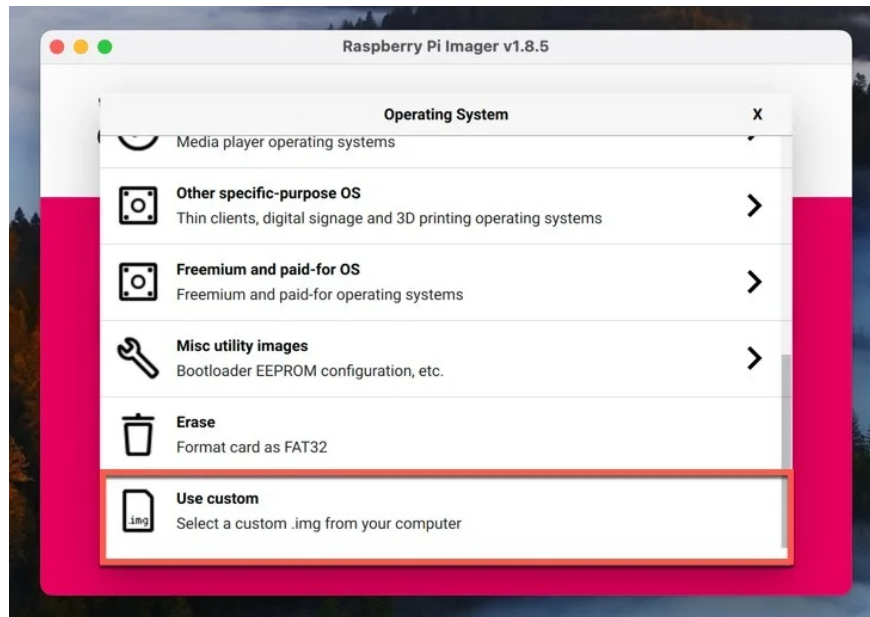 Raspberry Pi Imager v1.8.5
Operating System
X
Media player operating systems
Other specific-purpose OS
Thin clients, digital signage and 3D printing operating systems
Freemium and paid-for OS
Freemium and paid-for operating systems
Misc utility images
Bootloader EEPROM configuration, etc.
Erase
Format card as FAT32
Use custom
.img
Select a custom .img from your computer